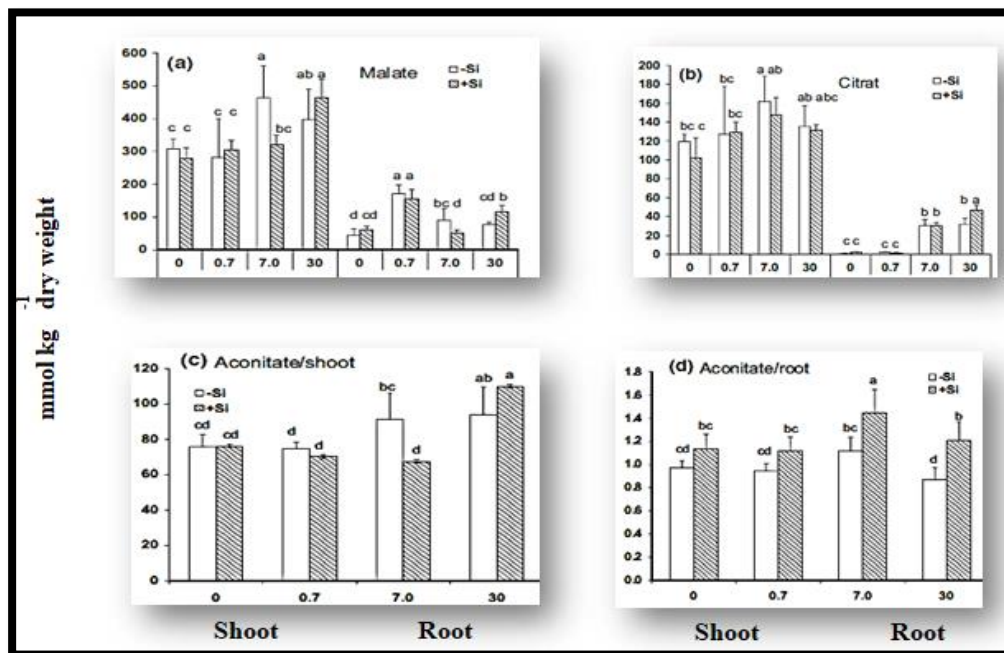 (a)
Malate
-Si
+Si
600
500
400
300
200
100
0
c c
c c
a
bc
ab a
d cd
a a
bc d
cd b
0 0.7 7.0 30 0 0.7 7.0 30
(b)
Citrat
-Si
+Si
200
180
160
140
120
100
80
60
40
20
0
bc c
bc
bc
a ab
ab abc
c c
c c
b b
b a
0 0.7 7.0 30 0 0.7 7.0 30
mmol kg -1 dry weight
(c) Aconitate/shoot
-Si
+Si
120
100
80
60
40
20
0
cd cd
d d
bc
d
ab
a
0 0.7 7.0 30
Shoot Root
(d) Aconitate/root
-Si
+Si
1.8
1.6
1.4
1.2
1.0
0.8
0.6
0.4
0.2
0.0
cd bc
cd bc
bc a
d b
0 0.7 7.0 30
Shoot Root